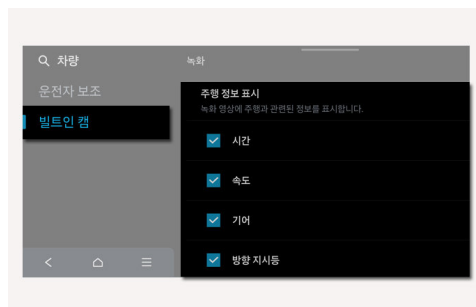 차량
녹화
운전자 보조
빌트인 캠
주행 정보 표시
녹화 영상에 주행과 관련된 정보를 표시합니다.
시간
속도
기어
방향 지시등